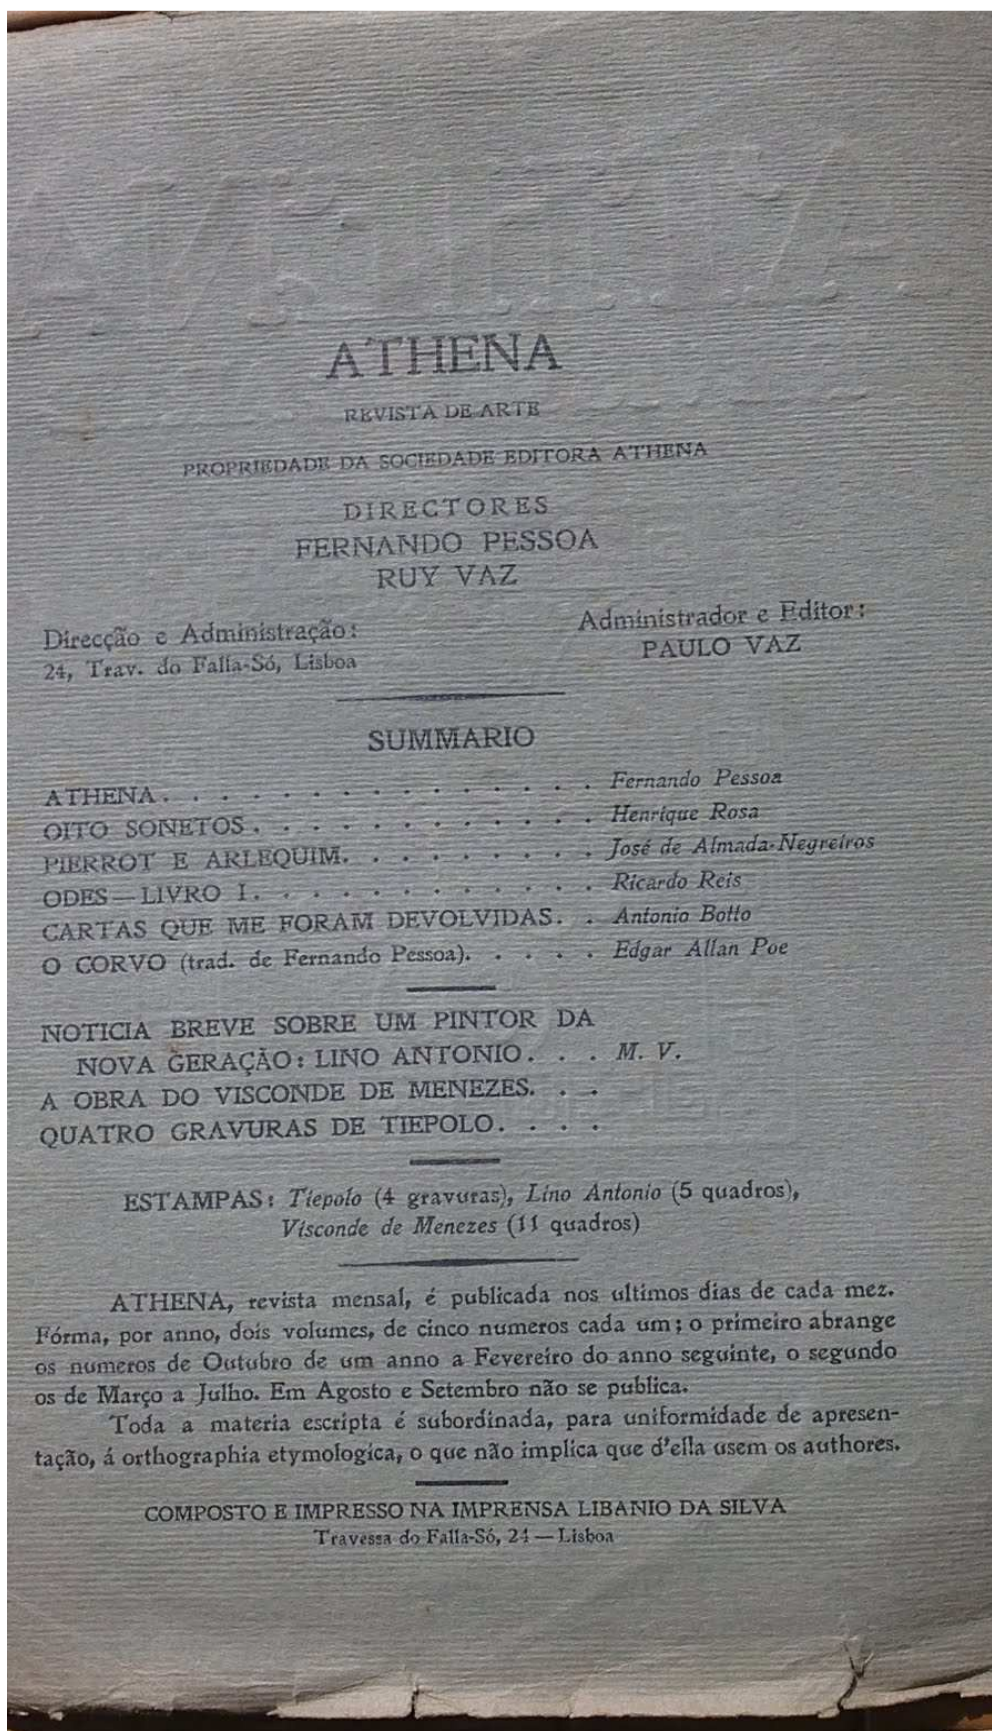 ATHENA
REVISTA DE ARTE
PROPRIEDADE DA SOCIEDADE EDITORA ATHENA
DIRECTORES
FERNANDO PESSOA
RUY VAZ
Direcção e Administração:
24, Trav. do Falla-Só, Lisboa
Administrador e Editor:
PAULO VAZ
SUMMARIO
ATHENA. . . . . . . . . . . . . . . Fernando Pessoa
OITO SONETOS. . . . . . . . . . . . Henrique Rosa
PIERROT E ARLEQUIM. . . . . . . . . José de Almada-Negreiros
ODES—LIVRO I. . . . . . . . . . . . Ricardo Reis
CARTAS QUE ME FORAM DEVOLVIDAS. . Antonio Botto
O CORVO (trad. de Fernando Pessoa). . . . . Edgar Allan Poe
NOTICIA BREVE SOBRE UM PINTOR DA
NOVA GERAÇÃO: LINO ANTONIO. . . M. V.
A OBRA DO VISCONDE DE MENEZES. . .
QUATRO GRAVURAS DE TIEPOLO. . . .
ESTAMPAS: Tiepolo (4 gravuras), Lino Antonio (5 quadros),
Visconde de Menezes (11 quadros)
ATHENA, revista mensal, é publicada nos ultimos dias de cada mez.
Fórma, por anno, dois volumes, de cinco numeros cada um; o primeiro abrange
os numeros de Outubro de um anno a Fevereiro do anno seguinte, o segundo
os de Março a Julho. Em Agosto e Setembro não se publica.
Toda a materia escripta é subordinada, para uniformidade de apresen-
tação, á orthographia etymologica, o que não implica que d'ella usem os authores.
COMPOSTO E IMPRESSO NA IMPRENSA LIBANIO DA SILVA
Travessa do Falla-Só, 24 — Lisboa